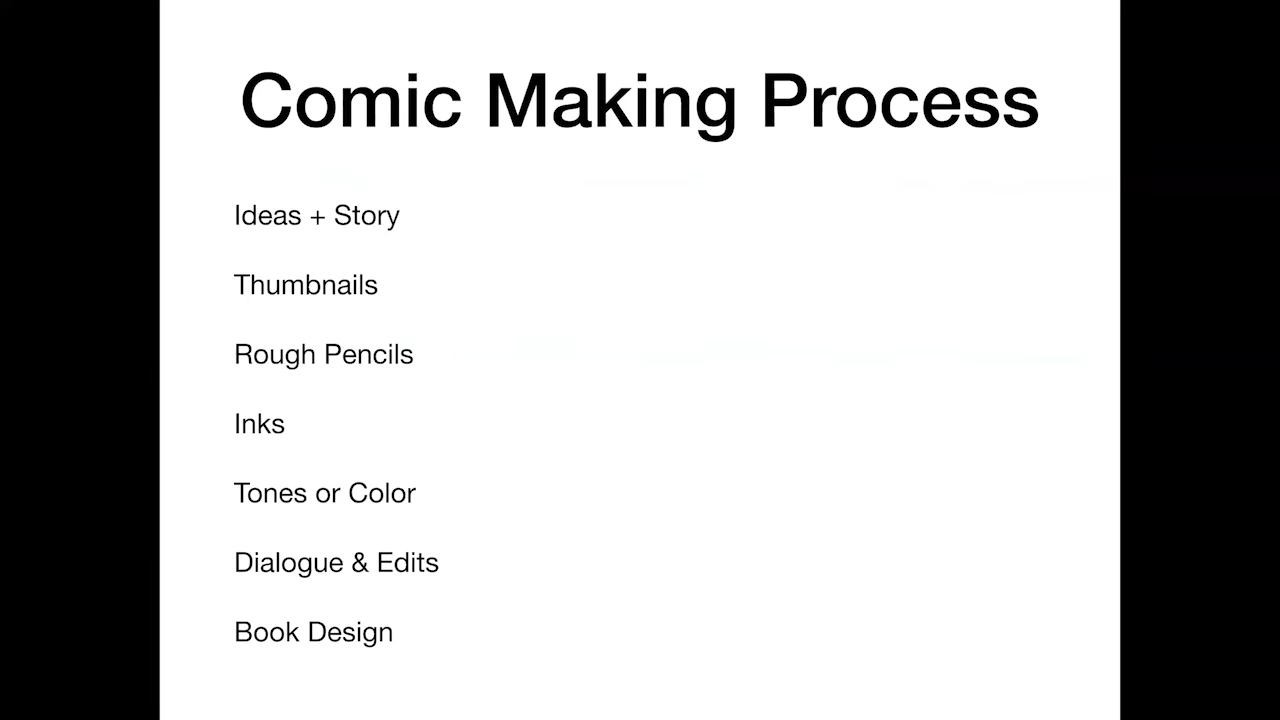 Comic Making Process
Ideas + Story
Thumbnails
Rough Pencils
Inks
Tones or Color
Dialogue & Edits
Book Design